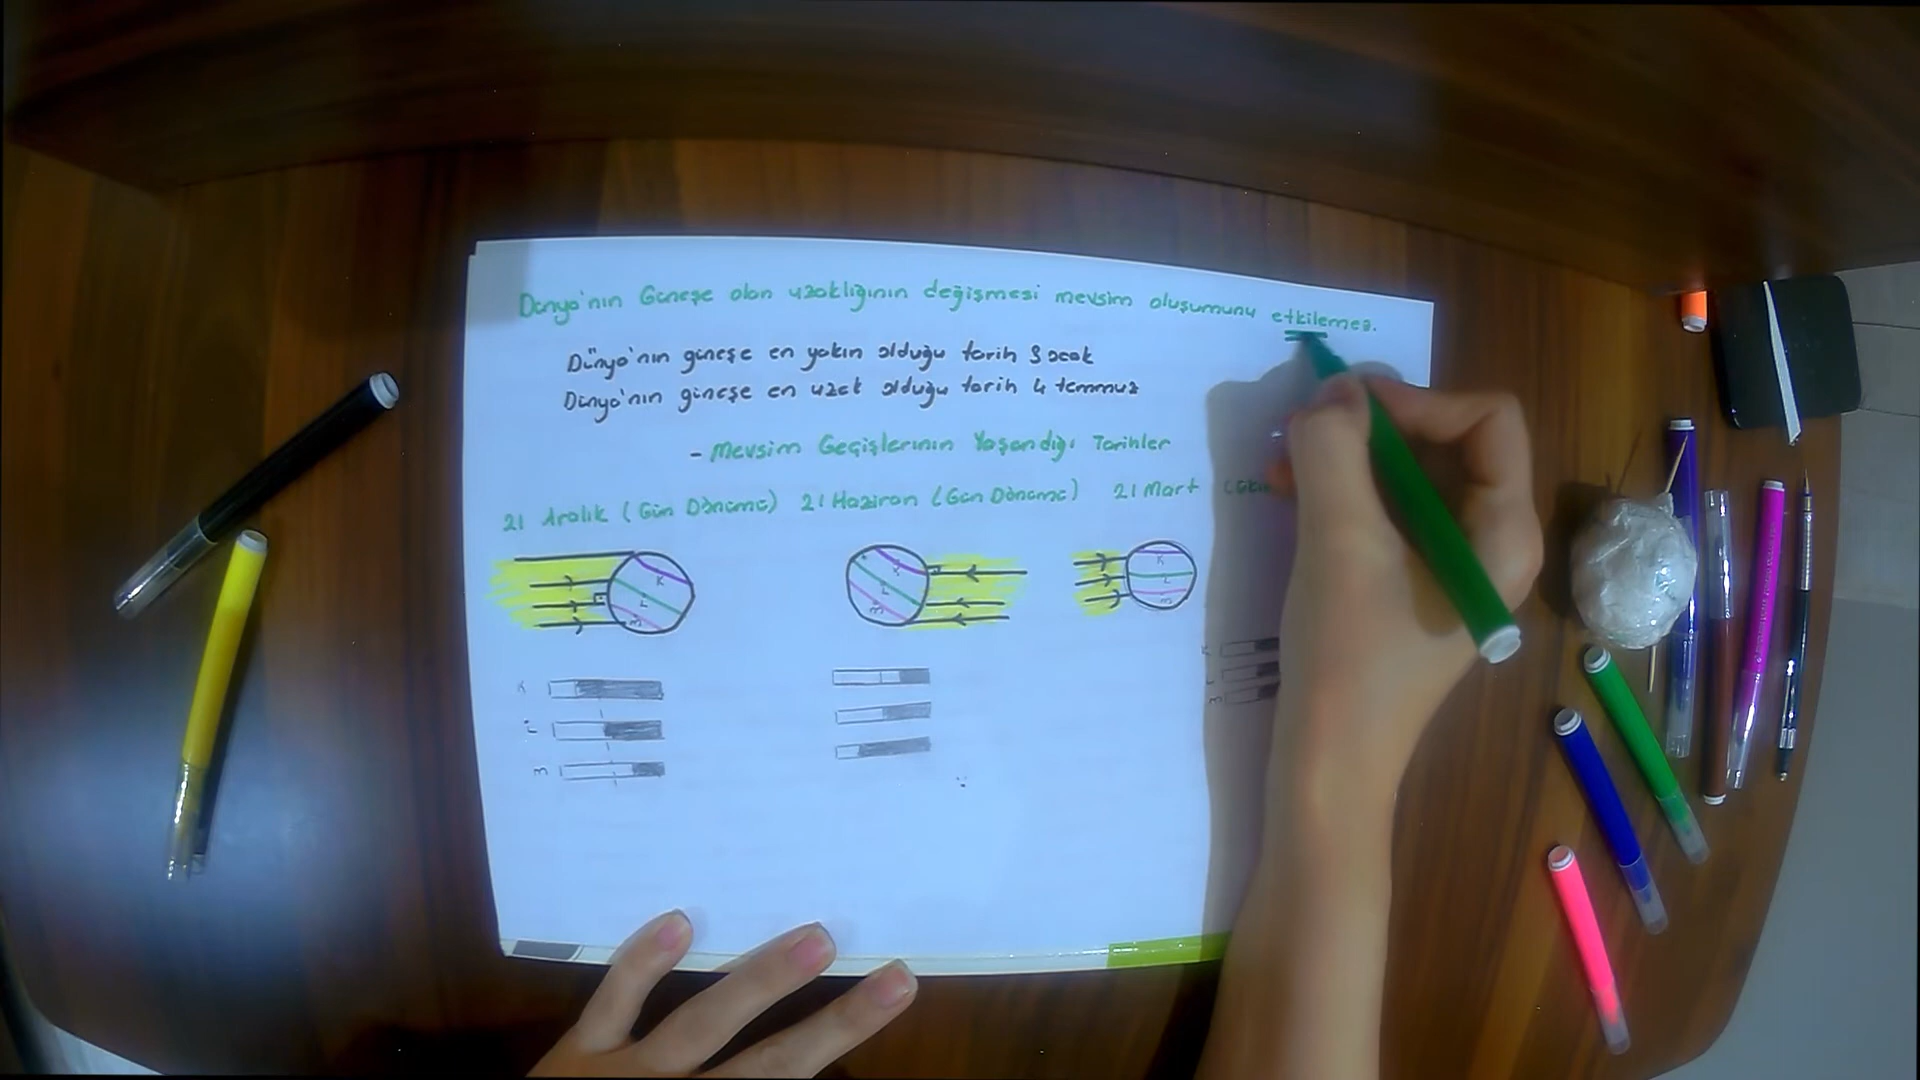 Dünya'nın Güneşe olan uzaklığının değişmesi mevsim oluşumunu etkilemez.
Dünya'nın güneşe en yakın olduğu tarih 3 ocak
Dünya'nın güneşe en uzak olduğu tarih 4 temmuz
- Mevsim Geçişlerinin Yaşandığı Tarihler
21 Aralık (Gün Dönümü) 21 Haziran (Gün Dönümü) 21 Mart
K
L
M
K
L
M
K
L
M
K
L
M